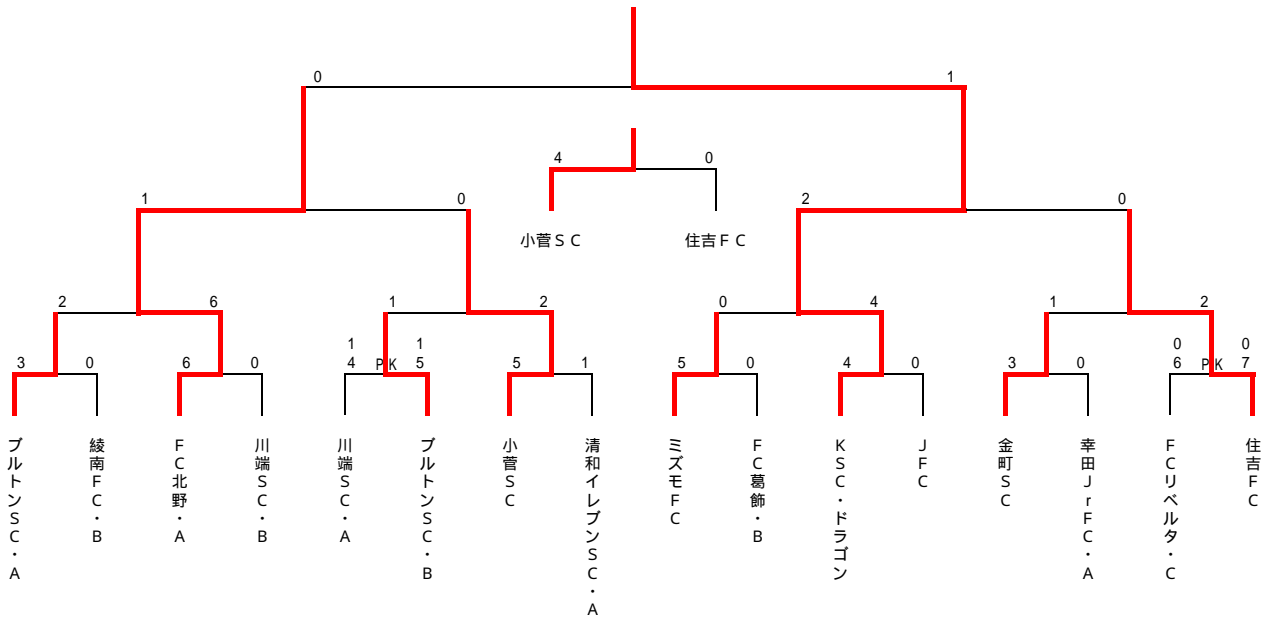 0 1
4 0
1 0 2 0
小菅ＳＣ 住吉ＦＣ
2 6 1 2 0 4 1 2
1 1 0 0
3 0 6 0 4 PK 5 5 1 5 0 4 0 3 0 6 PK 7
ブルトンＳＣ・Ａ
綾南ＦＣ・Ｂ
ＦＣ北野・Ａ
川端ＳＣ・Ｂ
川端ＳＣ・Ａ
ブルトンＳＣ・Ｂ
小菅ＳＣ
清和イレブンＳＣ・Ａ
ミズモＦＣ
ＦＣ葛飾・Ｂ
ＫＳＣ・ドラゴン
ＪＦＣ
金町ＳＣ
幸田ＪｒＦＣ・Ａ
ＦＣリベルタ・Ｃ
住吉ＦＣ